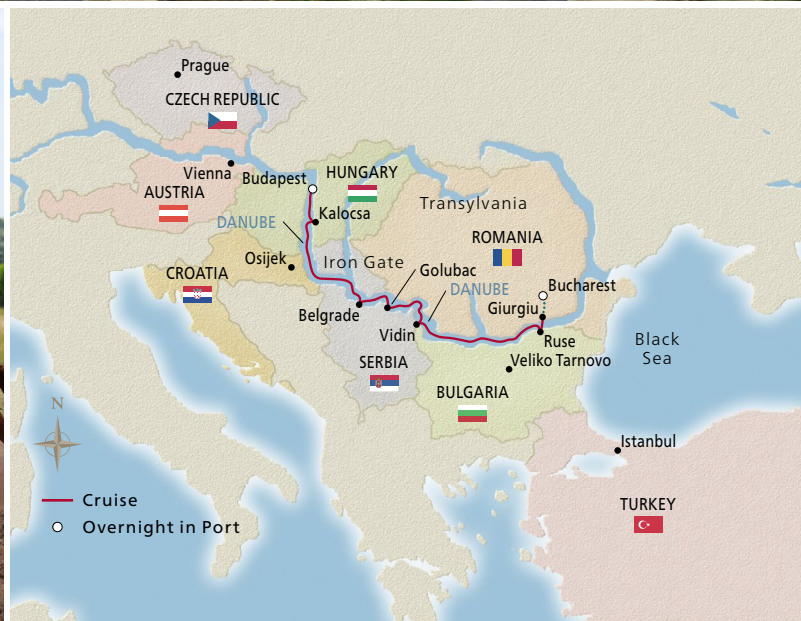 Prague
CZECH REPUBLIC
Vienna
Budapest
HUNGARY
AUSTRIA
Transylvania
Kalocsa
DANUBE
ROMANIA
Osijek
Iron Gate
Golubac
CROATIA
DANUBE
Bucharest
Giurgiu
Belgrade
Vidin
Ruse
Black
Sea
SERBIA
Veliko Tarnovo
BULGARIA
N
Istanbul
Cruise
TURKEY
Overnight in Port